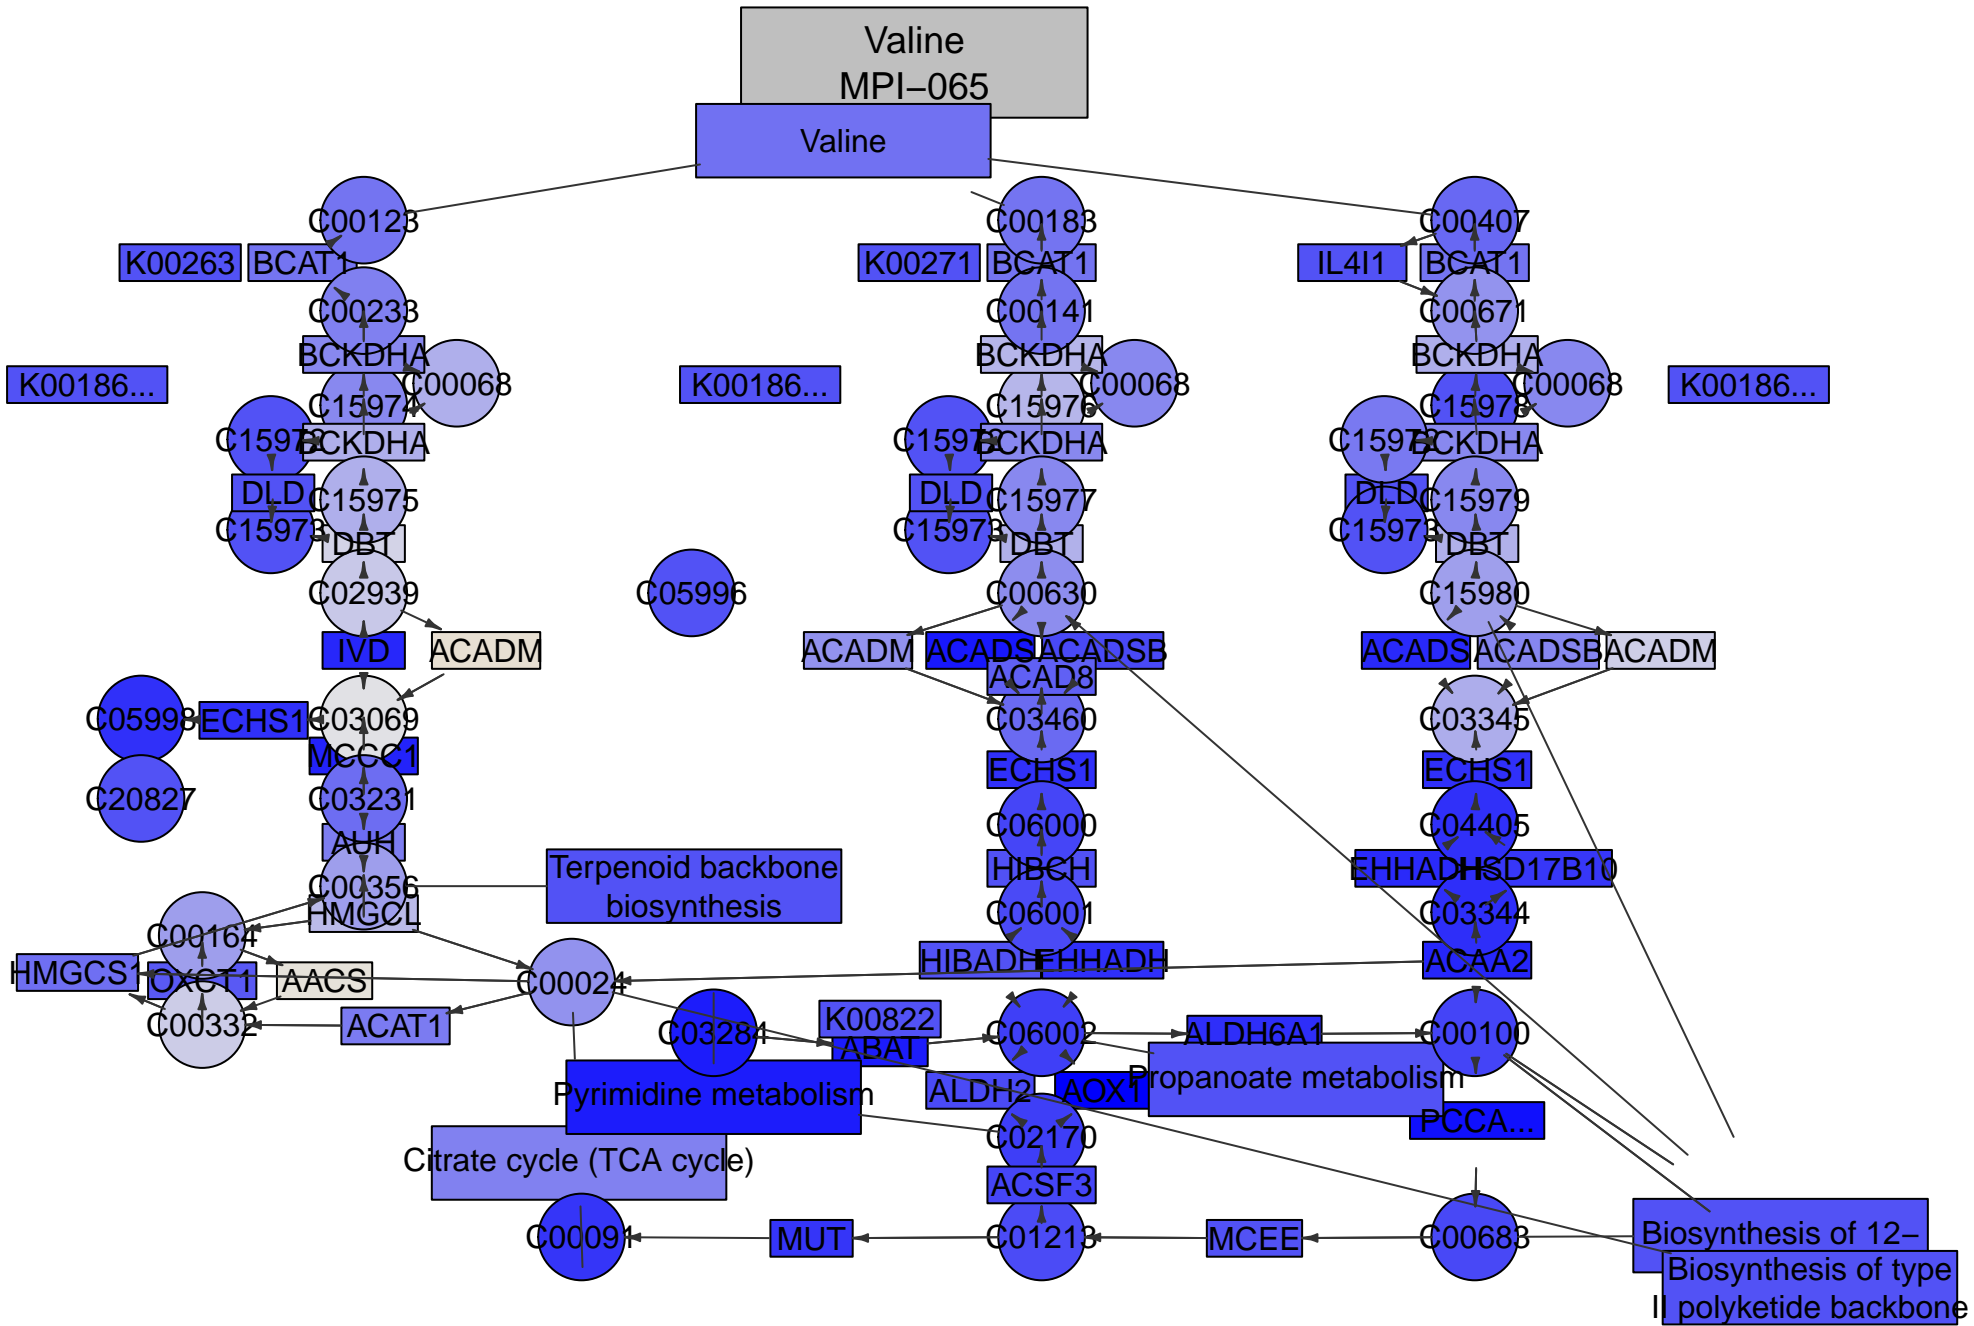 Valine
MPI−065
Valine
C00123
C00183
C00407
K00263
BCAT1
K00271
BCAT1
IL4I1
BCAT1
C00233
C00141
C00671
BCKDHA
BCKDHA
BCKDHA
K00186...
C00068
K00186...
C00068
C00068
K00186...
C15974
C15976
C15978
C15972
BCKDHA
C15972
BCKDHA
C15972
BCKDHA
DLD
C15975
DLD
C15977
DLD
C15979
C15973
DBT
C15973
DBT
C15973
DBT
C02939
C05996
C00630
C15980
IVD
ACADM
ACADM
ACADS
ACADSB
ACADS
ACADSB
ACADM
ACAD8
C05998
ECHS1
C03069
C03460
C03345
MCCC1
ECHS1
ECHS1
C20827
C03231
C06000
C04405
AUH
Terpenoid backbone
biosynthesis
HIBCH
EHHADH
HSD17B10
C00356
HMGCL
C06001
C03344
C00164
HMGCS1
OXCT1
AACS
C00024
HIBADH
EHHADH
ACAA2
C00332
ACAT1
C03284
K00822
ABAT
C06002
ALDH6A1
C00100
Pyrimidine metabolism
ALDH2
AOX1
Propanoate metabolism
PCCA...
C02170
Citrate cycle (TCA cycle)
ACSF3
C00091
MUT
C01213
MCEE
C00683
Biosynthesis of 12−
Biosynthesis of type
II polyketide backbone